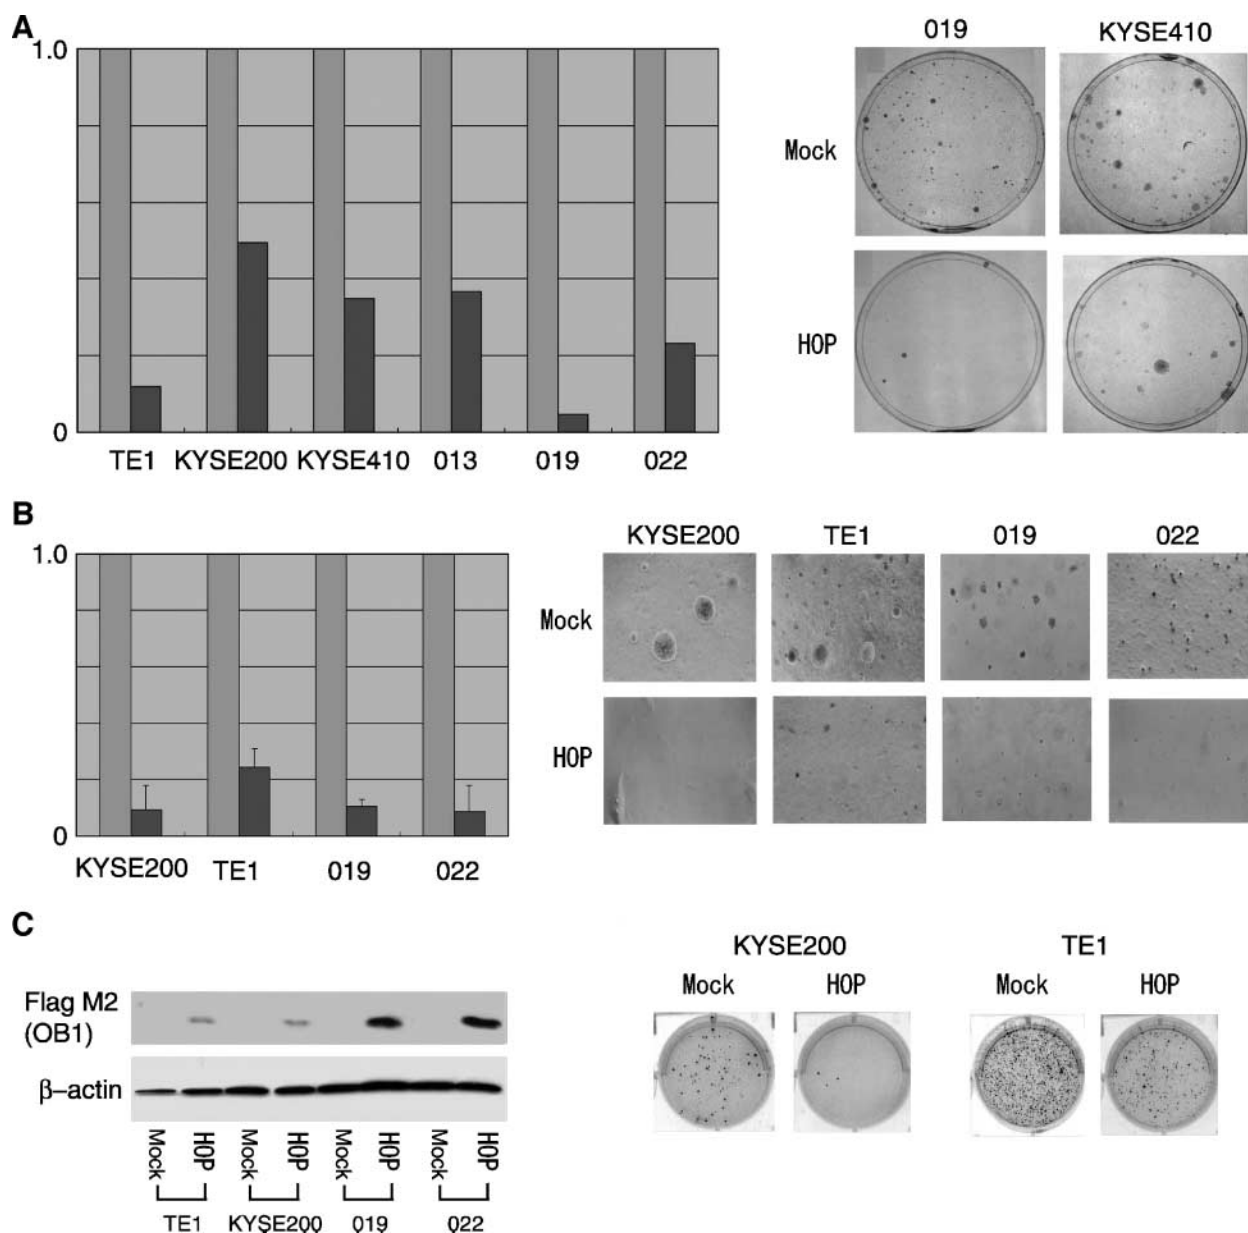 A
1.0
0
TE1 KYSE200 KYSE410 013 019 022
019 KYSE410
Mock
HOP
B
1.0
0
KYSE200 TE1 019 022
KYSE200 TE1 019 022
Mock
HOP
C
Flag M2
(OB1)
β–actin
Mock HOP Mock HOP Mock HOP Mock HOP
TE1 KYSE200 019 022
KYSE200 TE1
Mock HOP Mock HOP